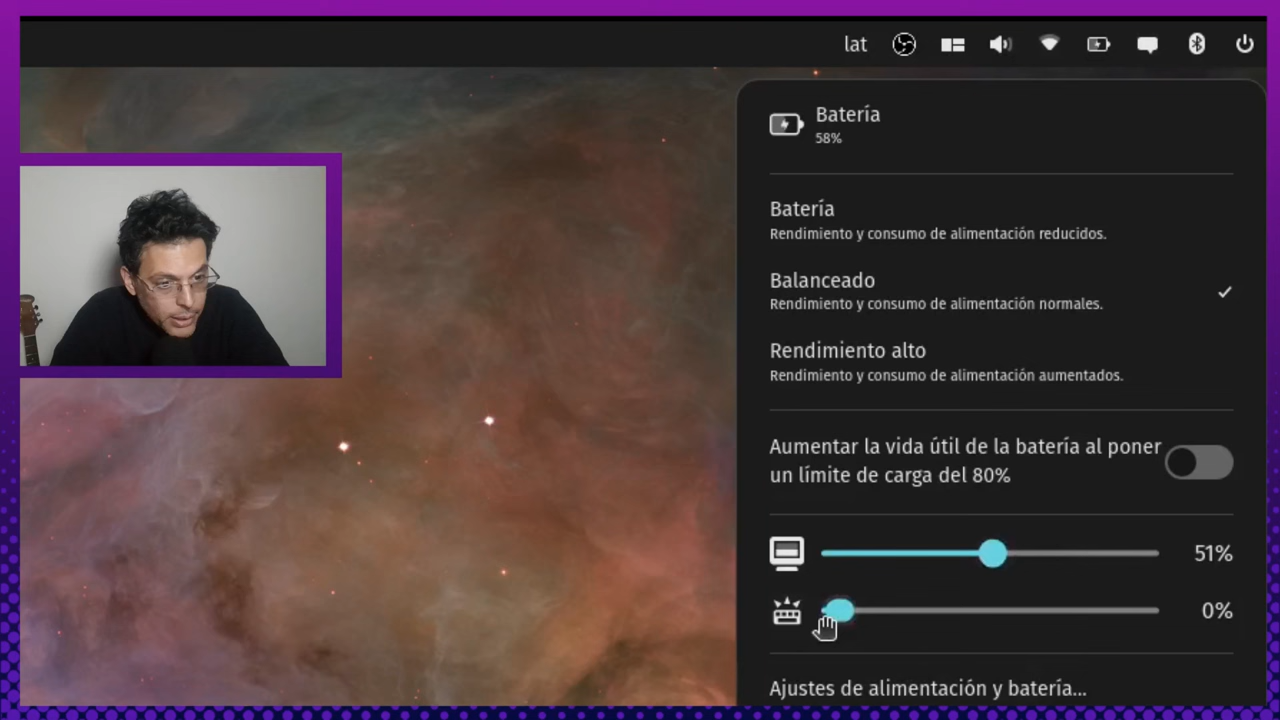 lat
Batería
58%
Batería
Rendimiento y consumo de alimentación reducidos.
Balanceado
Rendimiento y consumo de alimentación normales.
Rendimiento alto
Rendimiento y consumo de alimentación aumentados.
Aumentar la vida útil de la batería al poner
un límite de carga del 80%
51%
0%
Ajustes de alimentación y batería...